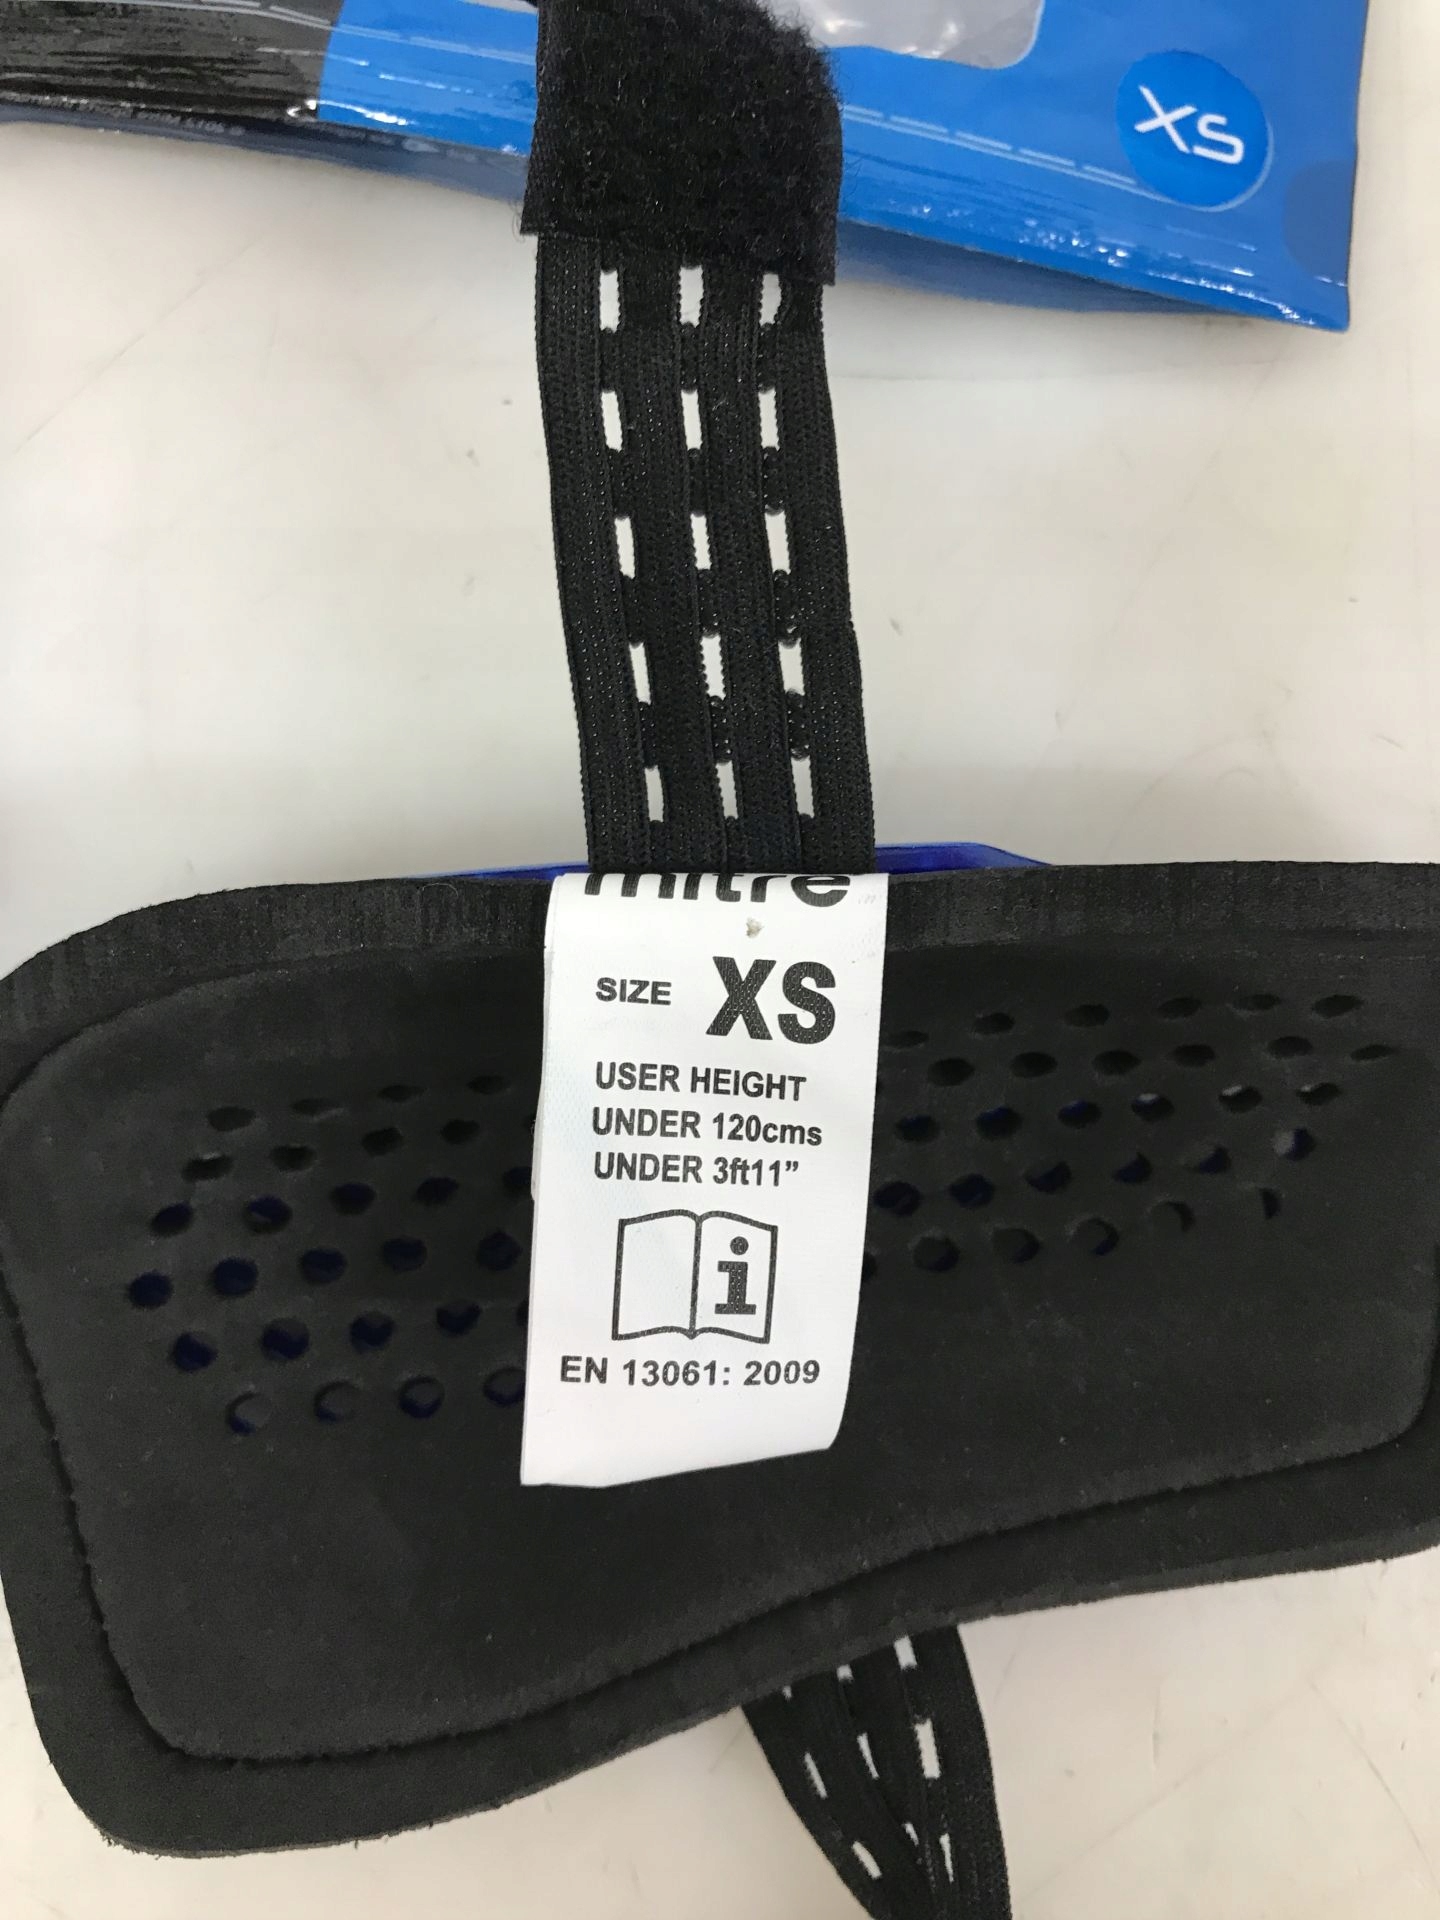 XS
mitre
SIZE XS
USER HEIGHT
UNDER 120cms
UNDER 3ft11”
i
EN 13061: 2009